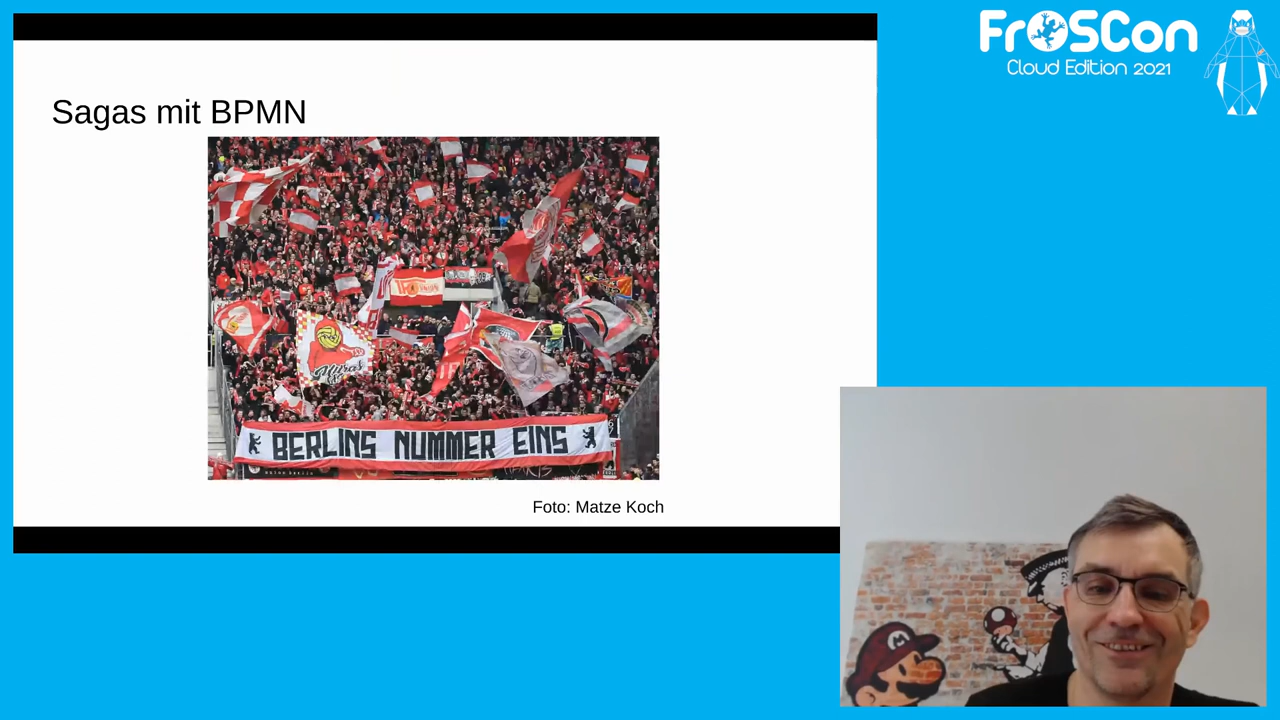 FrOSCon
Cloud Edition 2021
Sagas mit BPMN
BERLINS NUMMER EINS
Foto: Matze Koch
M